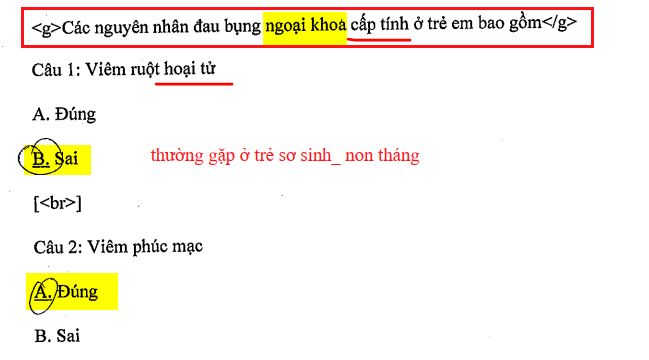 <g>Các nguyên nhân đau bụng ngoại khoa cấp tính ở trẻ em bao gồm</g>
Câu 1: Viêm ruột hoại tử
A. Đúng
B. Sai
thường gặp ở trẻ sơ sinh_ non tháng
[<br>]
Câu 2: Viêm phúc mạc
A. Đúng
B. Sai